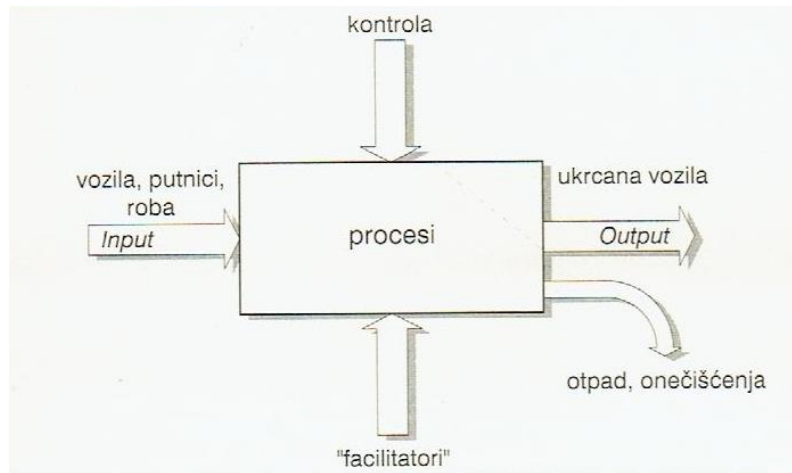 kontrola
vozila, putnici,
roba
Input
procesi
ukrcana vozila
Output
otpad, onečišćenja
"facilitatori"